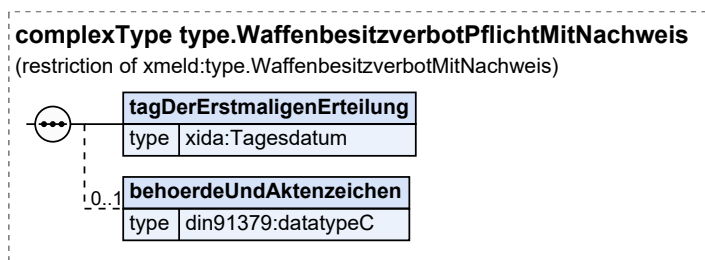 complexType type.WaffenbesitzverbotPflichtMitNachweis
(restriction of xmeld:type.WaffenbesitzverbotMitNachweis)
tagDerErstmaligenErteilung
type xida:Tagesdatum
0..1 behoerdeUndAktenzeichen
type din91379:datatypeC